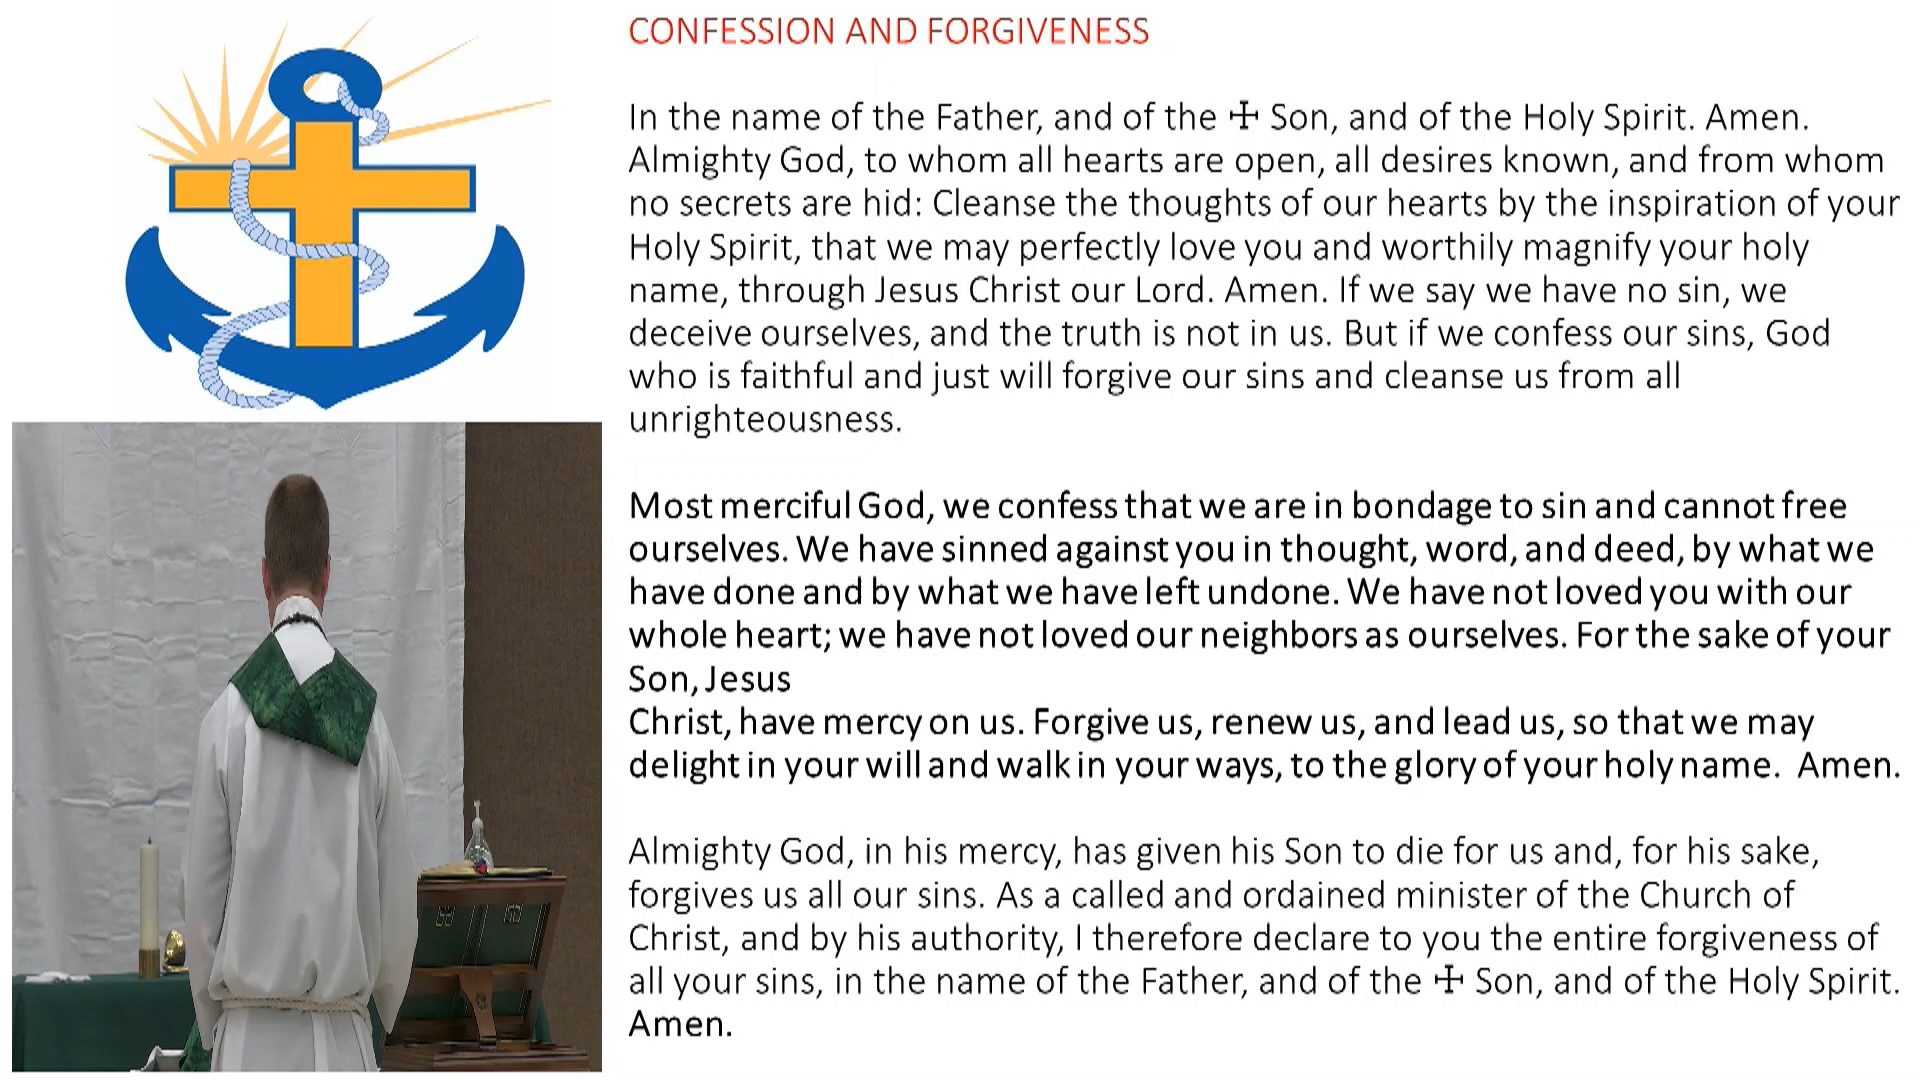 CONFESSION AND FORGIVENESS
In the name of the Father, and of the ☩ Son, and of the Holy Spirit. Amen.
Almighty God, to whom all hearts are open, all desires known, and from whom
no secrets are hid: Cleanse the thoughts of our hearts by the inspiration of your
Holy Spirit, that we may perfectly love you and worthily magnify your holy
name, through Jesus Christ our Lord. Amen. If we say we have no sin, we
deceive ourselves, and the truth is not in us. But if we confess our sins, God
who is faithful and just will forgive our sins and cleanse us from all
unrighteousness.
Most merciful God, we confess that we are in bondage to sin and cannot free
ourselves. We have sinned against you in thought, word, and deed, by what we
have done and by what we have left undone. We have not loved you with our
whole heart; we have not loved our neighbors as ourselves. For the sake of your
Son, Jesus
Christ, have mercy on us. Forgive us, renew us, and lead us, so that we may
delight in your will and walk in your ways, to the glory of your holy name.  Amen.
Almighty God, in his mercy, has given his Son to die for us and, for his sake,
forgives us all our sins. As a called and ordained minister of the Church of
Christ, and by his authority, I therefore declare to you the entire forgiveness of
all your sins, in the name of the Father, and of the ☩ Son, and of the Holy Spirit.
Amen.